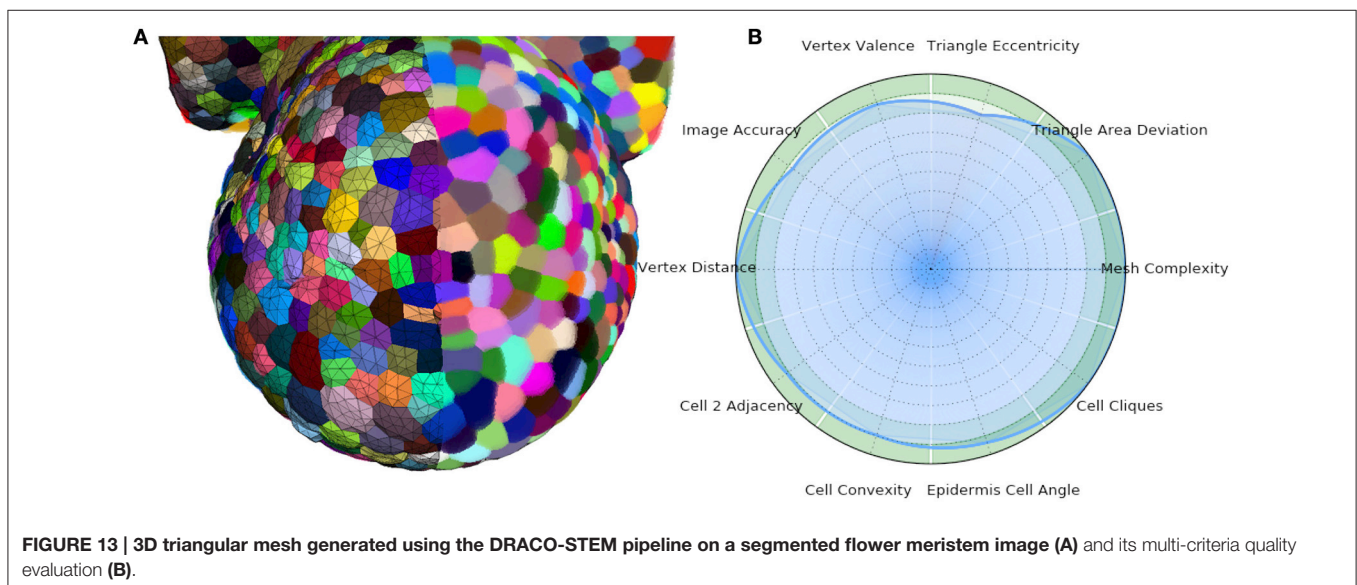 A
B
Vertex Valence Triangle Eccentricity
Image Accuracy Triangle Area Deviation
Vertex Distance Mesh Complexity
Cell 2 Adjacency Cell Cliques
Cell Convexity Epidermis Cell Angle
FIGURE 13 | 3D triangular mesh generated using the DRACO-STEM pipeline on a segmented flower meristem image (A) and its multi-criteria quality
evaluation (B).